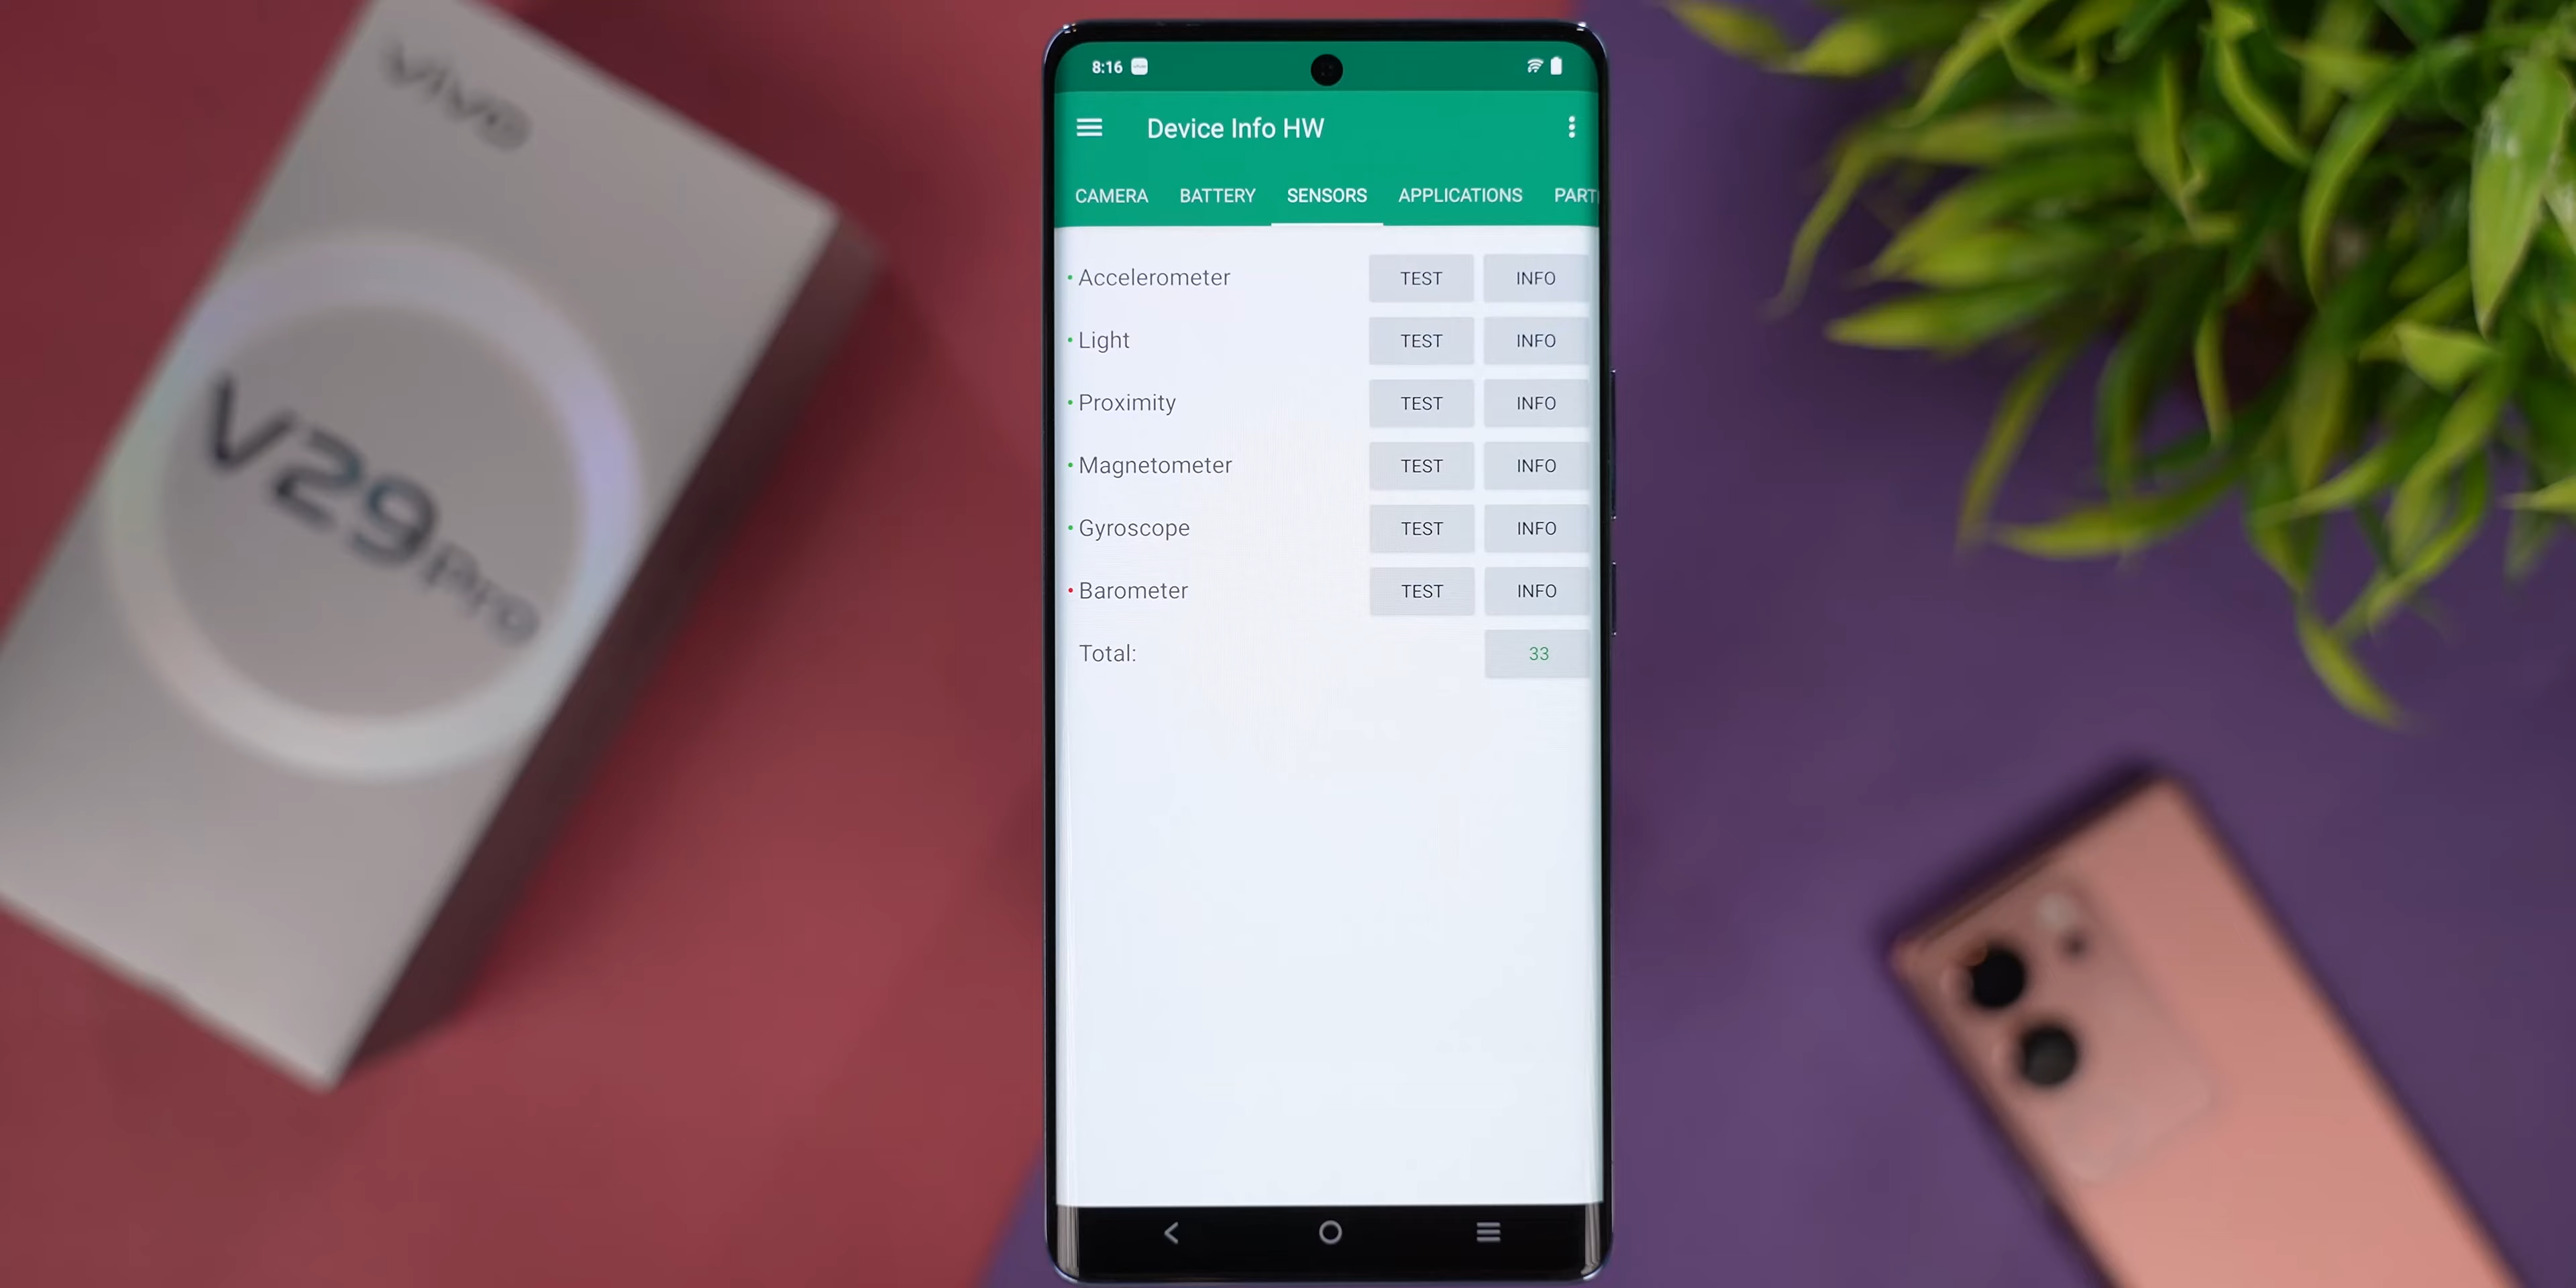 vivo
V29 Pro
8:16
Device Info HW
CAMERA BATTERY SENSORS APPLICATIONS PART
Accelerometer TEST INFO
Light TEST INFO
Proximity TEST INFO
Magnetometer TEST INFO
Gyroscope TEST INFO
Barometer TEST INFO
Total: 33